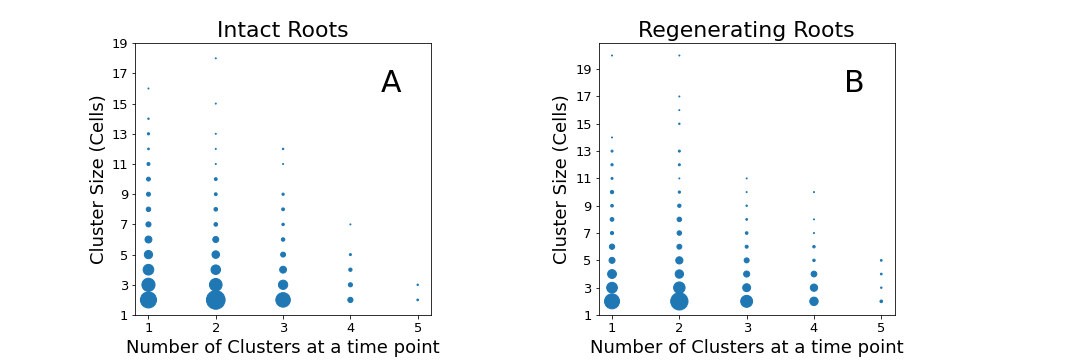 Intact Roots
A
19
17
15
13
11
9
7
5
3
1
Cluster Size (Cells)
1 2 3 4 5
Number of Clusters at a time point
Regenerating Roots
B
19
17
15
13
11
9
7
5
3
1
Cluster Size (Cells)
1 2 3 4 5
Number of Clusters at a time point